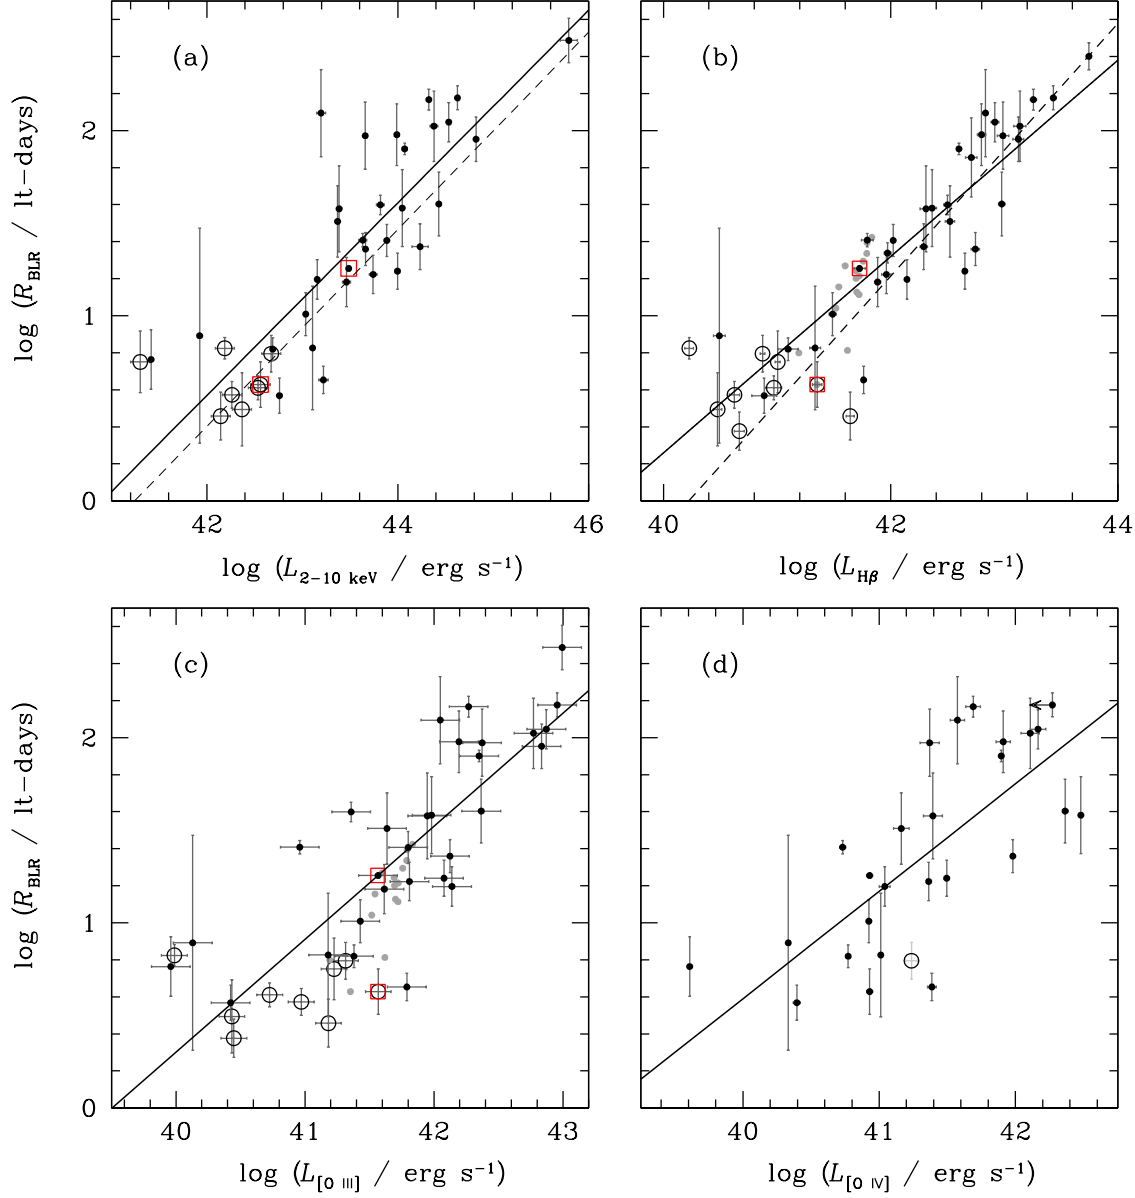 (a)
log (R_BLR / lt-days)
2
1
0
42 44 46
log (L_2-10 keV / erg s⁻¹)
(b)
40 42 44
log (L_Hβ / erg s⁻¹)
(c)
log (R_BLR / lt-days)
2
1
0
40 41 42 43
log (L_[O III] / erg s⁻¹)
(d)
40 41 42
log (L_[O IV] / erg s⁻¹)